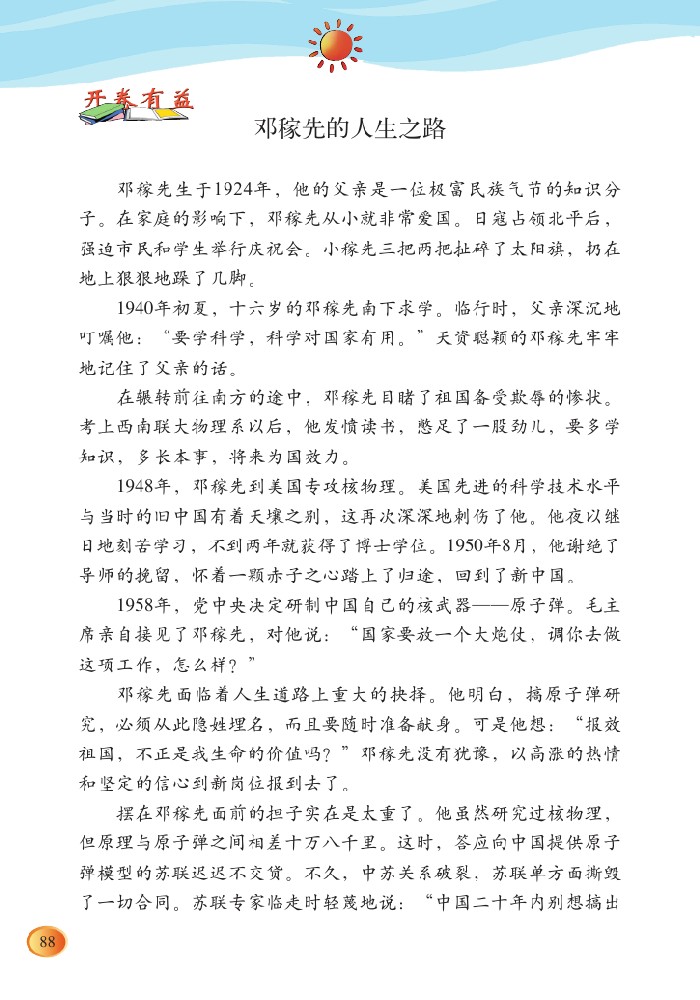 开卷有益
邓稼先的人生之路
邓稼先生于1924年，他的父亲是一位极富民族气节的知识分
子。在家庭的影响下，邓稼先从小就非常爱国。日寇占领北平后，
强迫市民和学生举行庆祝会。小稼先三把两把扯碎了太阳旗，扔在
地上狠狠地跺了几脚。
1940年初夏，十六岁的邓稼先南下求学。临行时，父亲深沉地
叮嘱他：“要学科学，科学对国家有用。”天资聪颖的邓稼先牢牢
地记住了父亲的话。
在辗转前往南方的途中，邓稼先目睹了祖国备受欺辱的惨状。
考上西南联大物理系以后，他发愤读书，憋足了一股劲儿，要多学
知识，多长本事，将来为国效力。
1948年，邓稼先到美国专攻核物理。美国先进的科学技术水平
与当时的旧中国有着天壤之别，这再次深深地刺伤了他。他夜以继
日地刻苦学习，不到两年就获得了博士学位。1950年8月，他谢绝了
导师的挽留，怀着一颗赤子之心踏上了归途，回到了新中国。
1958年，党中央决定研制中国自己的核武器——原子弹。毛主
席亲自接见了邓稼先，对他说：“国家要放一个大炮仗，调你去做
这项工作，怎么样？”
邓稼先面临着人生道路上重大的抉择。他明白，搞原子弹研
究，必须从此隐姓埋名，而且要随时准备献身。可是他想：“报效
祖国，不正是我生命的价值吗？”邓稼先没有犹豫，以高涨的热情
和坚定的信心到新岗位报到去了。
摆在邓稼先面前的担子实在是太重了。他虽然研究过核物理，
但原理与原子弹之间相差十万八千里。这时，答应向中国提供原子
弹模型的苏联迟迟不交货。不久，中苏关系破裂，苏联单方面撕毁
了一切合同。苏联专家临走时轻蔑地说：“中国二十年内别想搞出
88